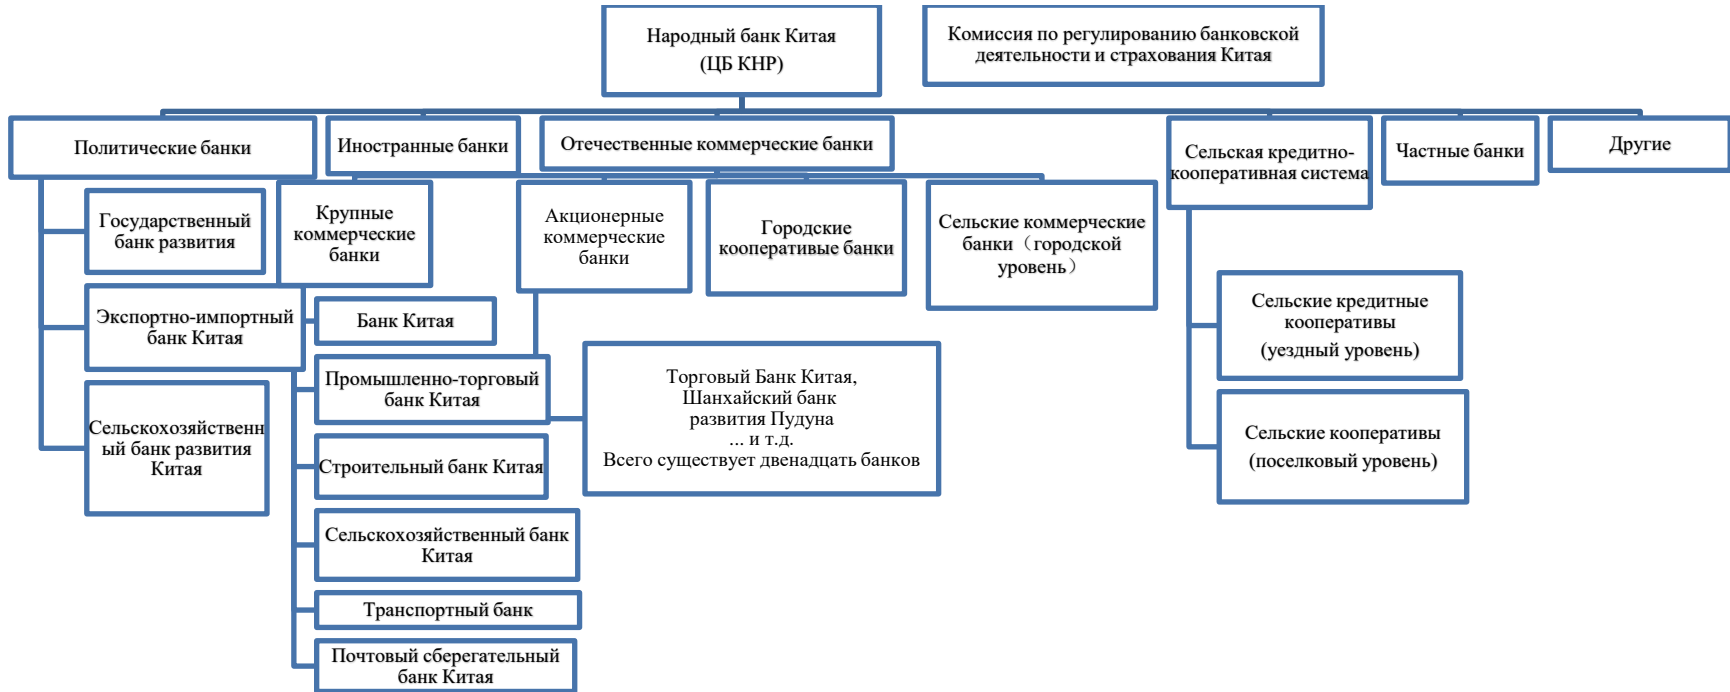 Народный банк Китая
(ЦБ КНР)
Комиссия по регулированию банковской
деятельности и страхования Китая
Политические банки
Иностранные банки
Отечественные коммерческие банки
Сельская кредитно-
кооперативная система
Частные банки
Другие
Государственный
банк развития
Экспортно-импортный
банк Китая
Сельскохозяйственн
ый банк развития
Китая
Крупные
коммерческие
банки
Акционерные
коммерческие
банки
Городские
кооперативые банки
Сельские коммерческие
банки（городской
уровень）
Банк Китая
Промышленно-торговый
банк Китая
Строительный банк Китая
Сельскохозяйственный банк
Китая
Транспортный банк
Почтовый сберегательный
банк Китая
Торговый Банк Китая,
Шанхайский банк
развития Пудуна
... и т.д.
Всего существует двенадцать банков
Сельские кредитные
кооперативы
(уездный уровень)
Сельские кооперативы
(поселковый уровень)